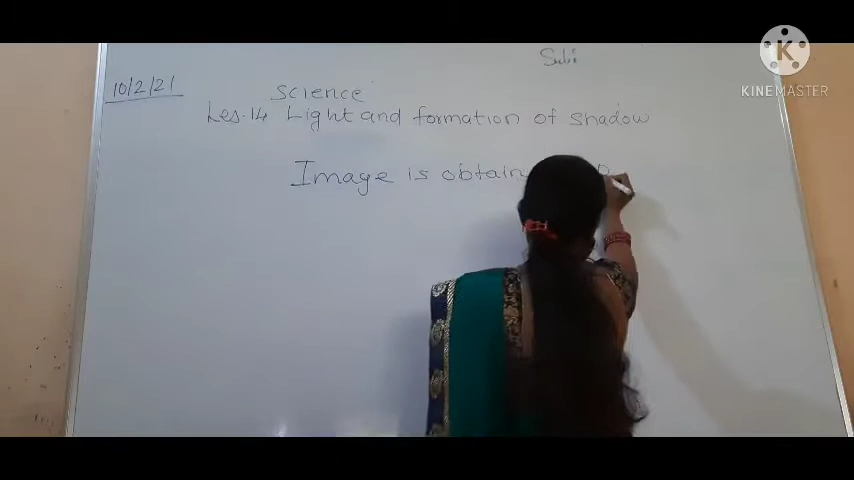 Subi
10/2/21
Science
Les.14 Light and formation of shadow
Image is obtain
KINEMASTER